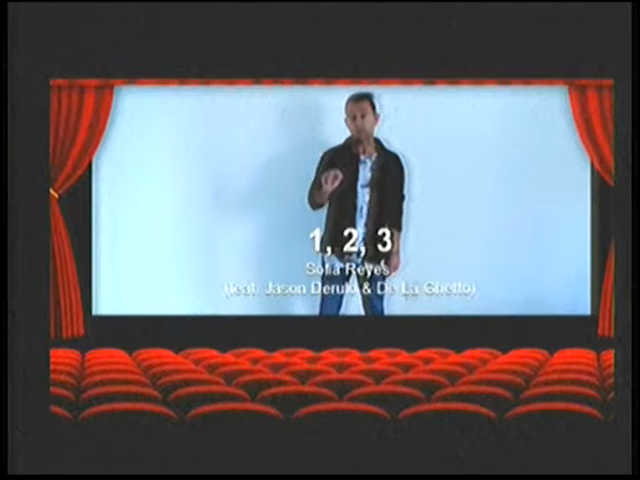 1, 2, 3
Sofia Reyes
(feat. Jason Derulo & De La Ghetto)